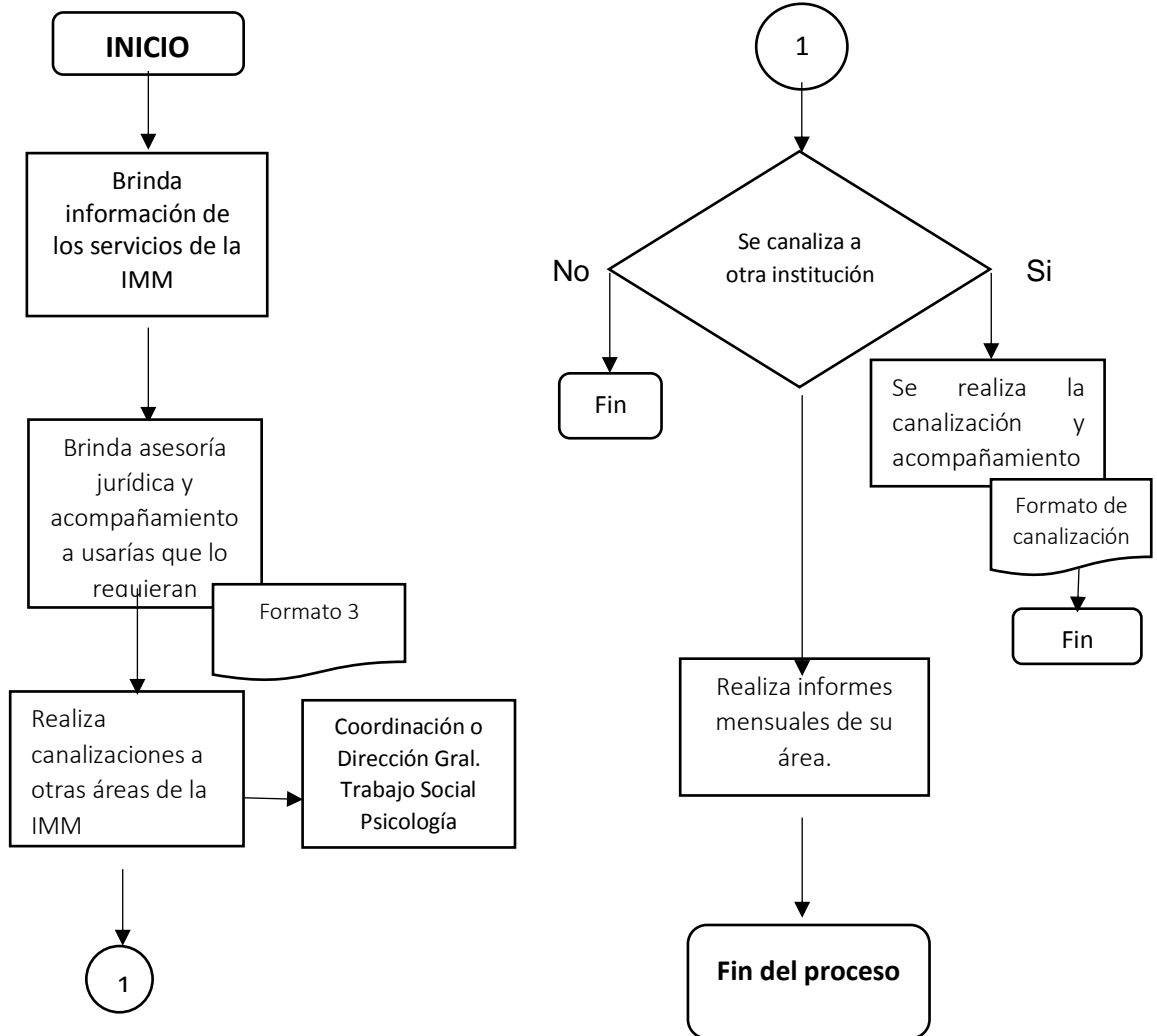 INICIO
Brinda
información de
los servicios de la
IMM
Brinda asesoría
jurídica y
acompañamiento
a usarías que lo
requieran
Formato 3
Realiza
canalizaciones a
otras áreas de la
IMM
Coordinación o
Dirección Gral.
Trabajo Social
Psicología
1
1
Se canaliza a
otra institución
No
Si
Fin
Se realiza la
canalización y
acompañamiento
Formato de
canalización
Fin
Realiza informes
mensuales de su
área.
Fin del proceso